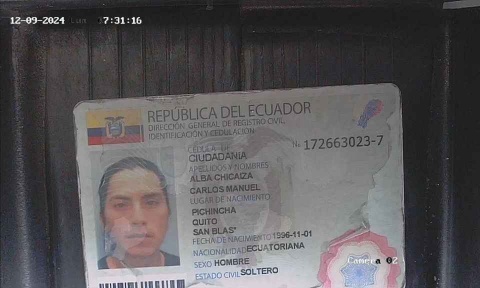 12-09-2024 7:31:16
REPÚBLICA DEL ECUADOR
DIRECCIÓN GENERAL DE REGISTRO CIVIL,
IDENTIFICACIÓN Y CEDULACIÓN
CÉDULA DE
CIUDADANÍA
N. 172663023-7
APELLIDOS Y NOMBRES
ALBA CHICAIZA
CARLOS MANUEL
LUGAR DE NACIMIENTO
PICHINCHA
QUITO
SAN BLAS*
FECHA DE NACIMIENTO 1996-11-01
NACIONALIDAD ECUATORIANA
SEXO HOMBRE
ESTADO CIVIL SOLTERO
Camera 02